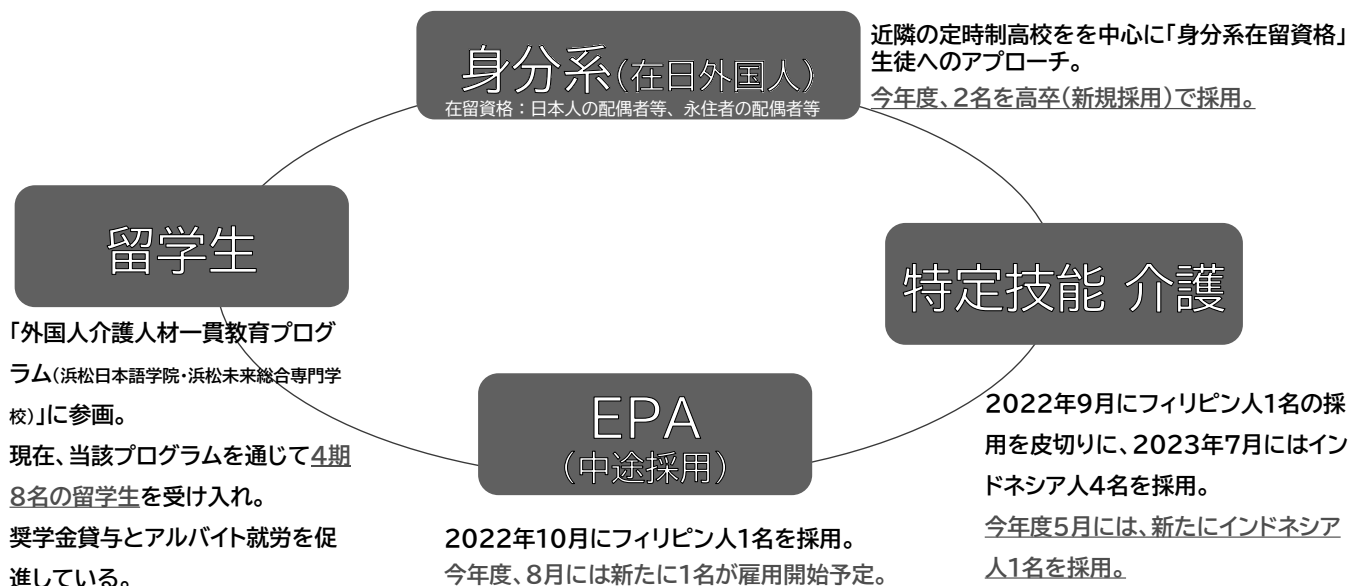 身分系(在日外国人)
在留資格：日本人の配偶者等、永住者の配偶者等
近隣の定時制高校をを中心に「身分系在留資格」
生徒へのアプローチ。
今年度、2名を高卒(新規採用)で採用。
留学生
「外国人介護人材一貫教育プログ
ラム(浜松日本語学院・浜松未来総合専門学
校)」に参画。
現在、当該プログラムを通じて4期
8名の留学生を受け入れ。
奨学金貸与とアルバイト就労を促
進している。
特定技能 介護
2022年9月にフィリピン人1名の採
用を皮切りに、2023年7月にはイン
ドネシア人4名を採用。
今年度5月には、新たにインドネシア
人1名を採用。
EPA
(中途採用)
2022年10月にフィリピン人1名を採用。
今年度、8月には新たに1名が雇用開始予定。